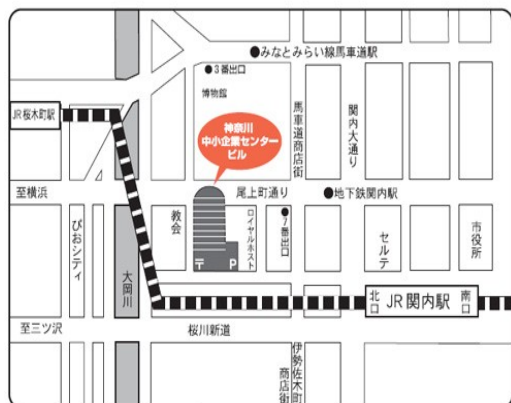 ●みなとみらい線馬車道駅
●3番出口
博物館
JR桜木町駅
神奈川
中小企業センター
ビル
馬車道商店街
関内大通り
至横浜
尾上町通り
●地下鉄関内駅
ぴおシティ
大岡川
教会
〒
P
ロイヤルホスト
●7番出口
セルテ
市役所
北口
JR関内駅
南口
至三ツ沢
桜川新道
伊勢佐木町
商店街